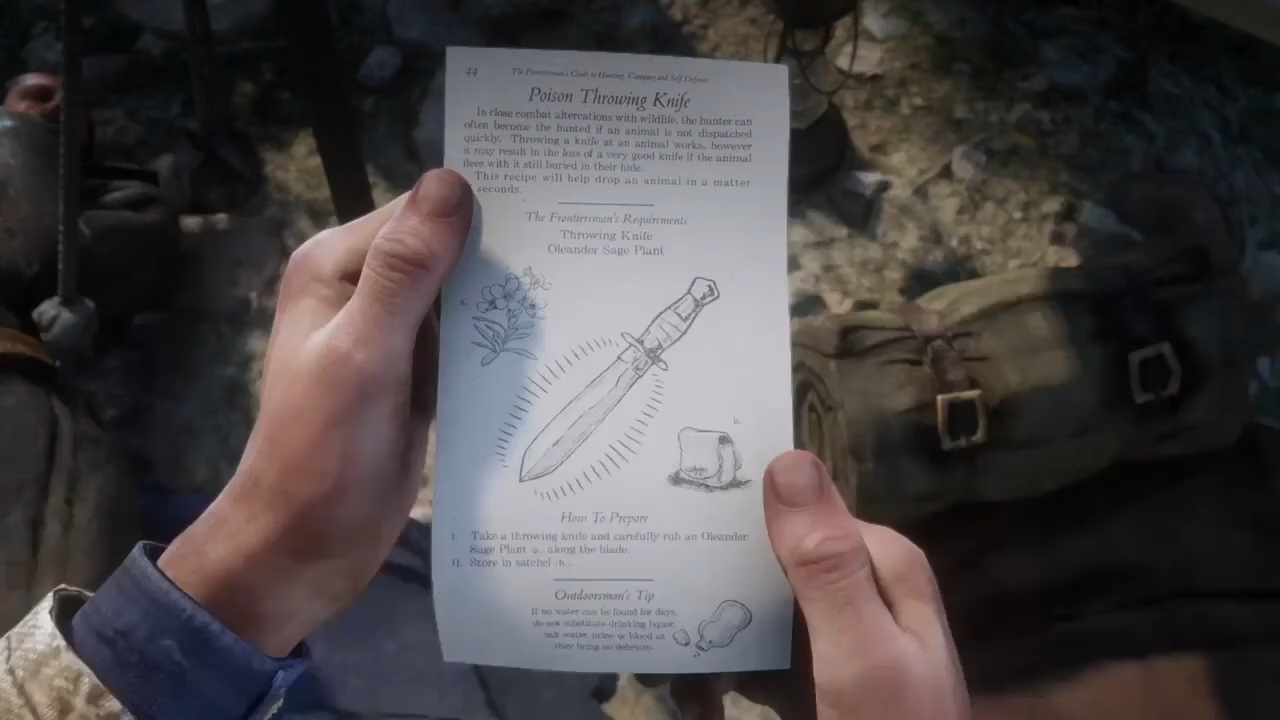 44 The Frontiersman's Guide to Hunting, Camping and Self Defense
Poison Throwing Knife
In close combat altercations with wildlife, the hunter can
often become the hunted if an animal is not dispatched
quickly. Throwing a knife at an animal works, however
it may result in the loss of a very good knife if the animal
flees with it still buried in their hide.
This recipe will help drop an animal in a matter
seconds.
The Frontiersman's Requirements
Throwing Knife
Oleander Sage Plant
a.
b.
How To Prepare
I. Take a throwing knife and carefully rub an Oleander
Sage Plant (a. along the blade.
II. Store in satchel (b.
Outdoorsman's Tip
If no water can be found for days,
do not substitute drinking liquor,
salt water, urine or blood as
they bring on delirium.